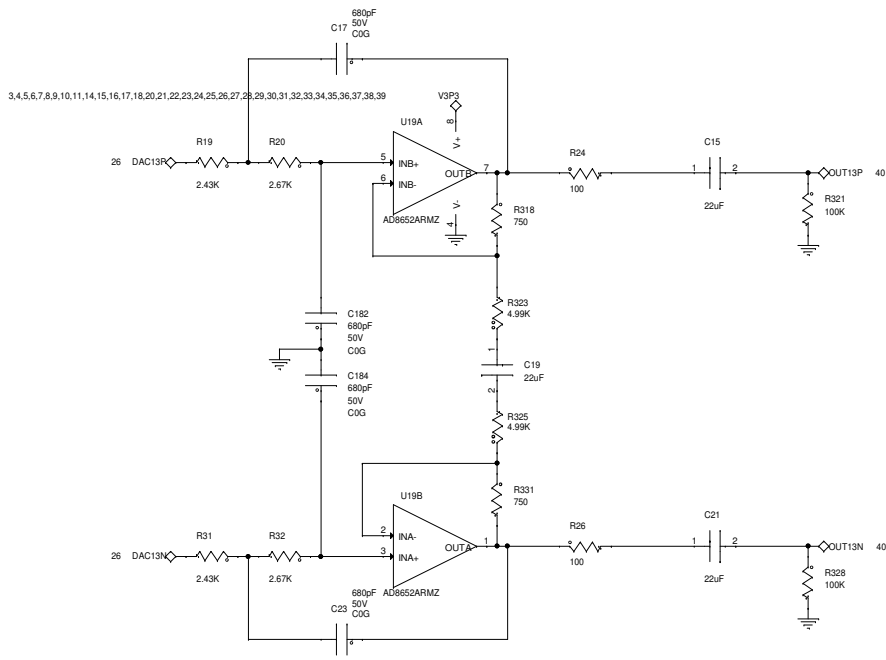 680pF
C17 50V
C0G
3,4,5,6,7,8,9,10,11,14,15,16,17,18,20,21,22,23,24,25,26,27,28,29,30,31,32,33,34,35,36,37,38,39
V3P3
8
V+
U19A
R19
R20
26 DAC13P
2.43K
2.67K
5 INB+
6 INB-
OUTB 7
V-
4
AD8652ARMZ
R24
100
C15
1 2
22uF
OUT13P 40
R318
750
R321
100K
R323
4.99K
C182
680pF
50V
C0G
1
C19
22uF
2
C184
680pF
50V
C0G
R325
4.99K
U19B
R331
750
R31
R32
26 DAC13N
2.43K
2.67K
2 INA-
3 INA+
OUTA 1
AD8652ARMZ
R26
100
C21
1 2
22uF
OUT13N 40
R328
100K
680pF
C23 50V
C0G